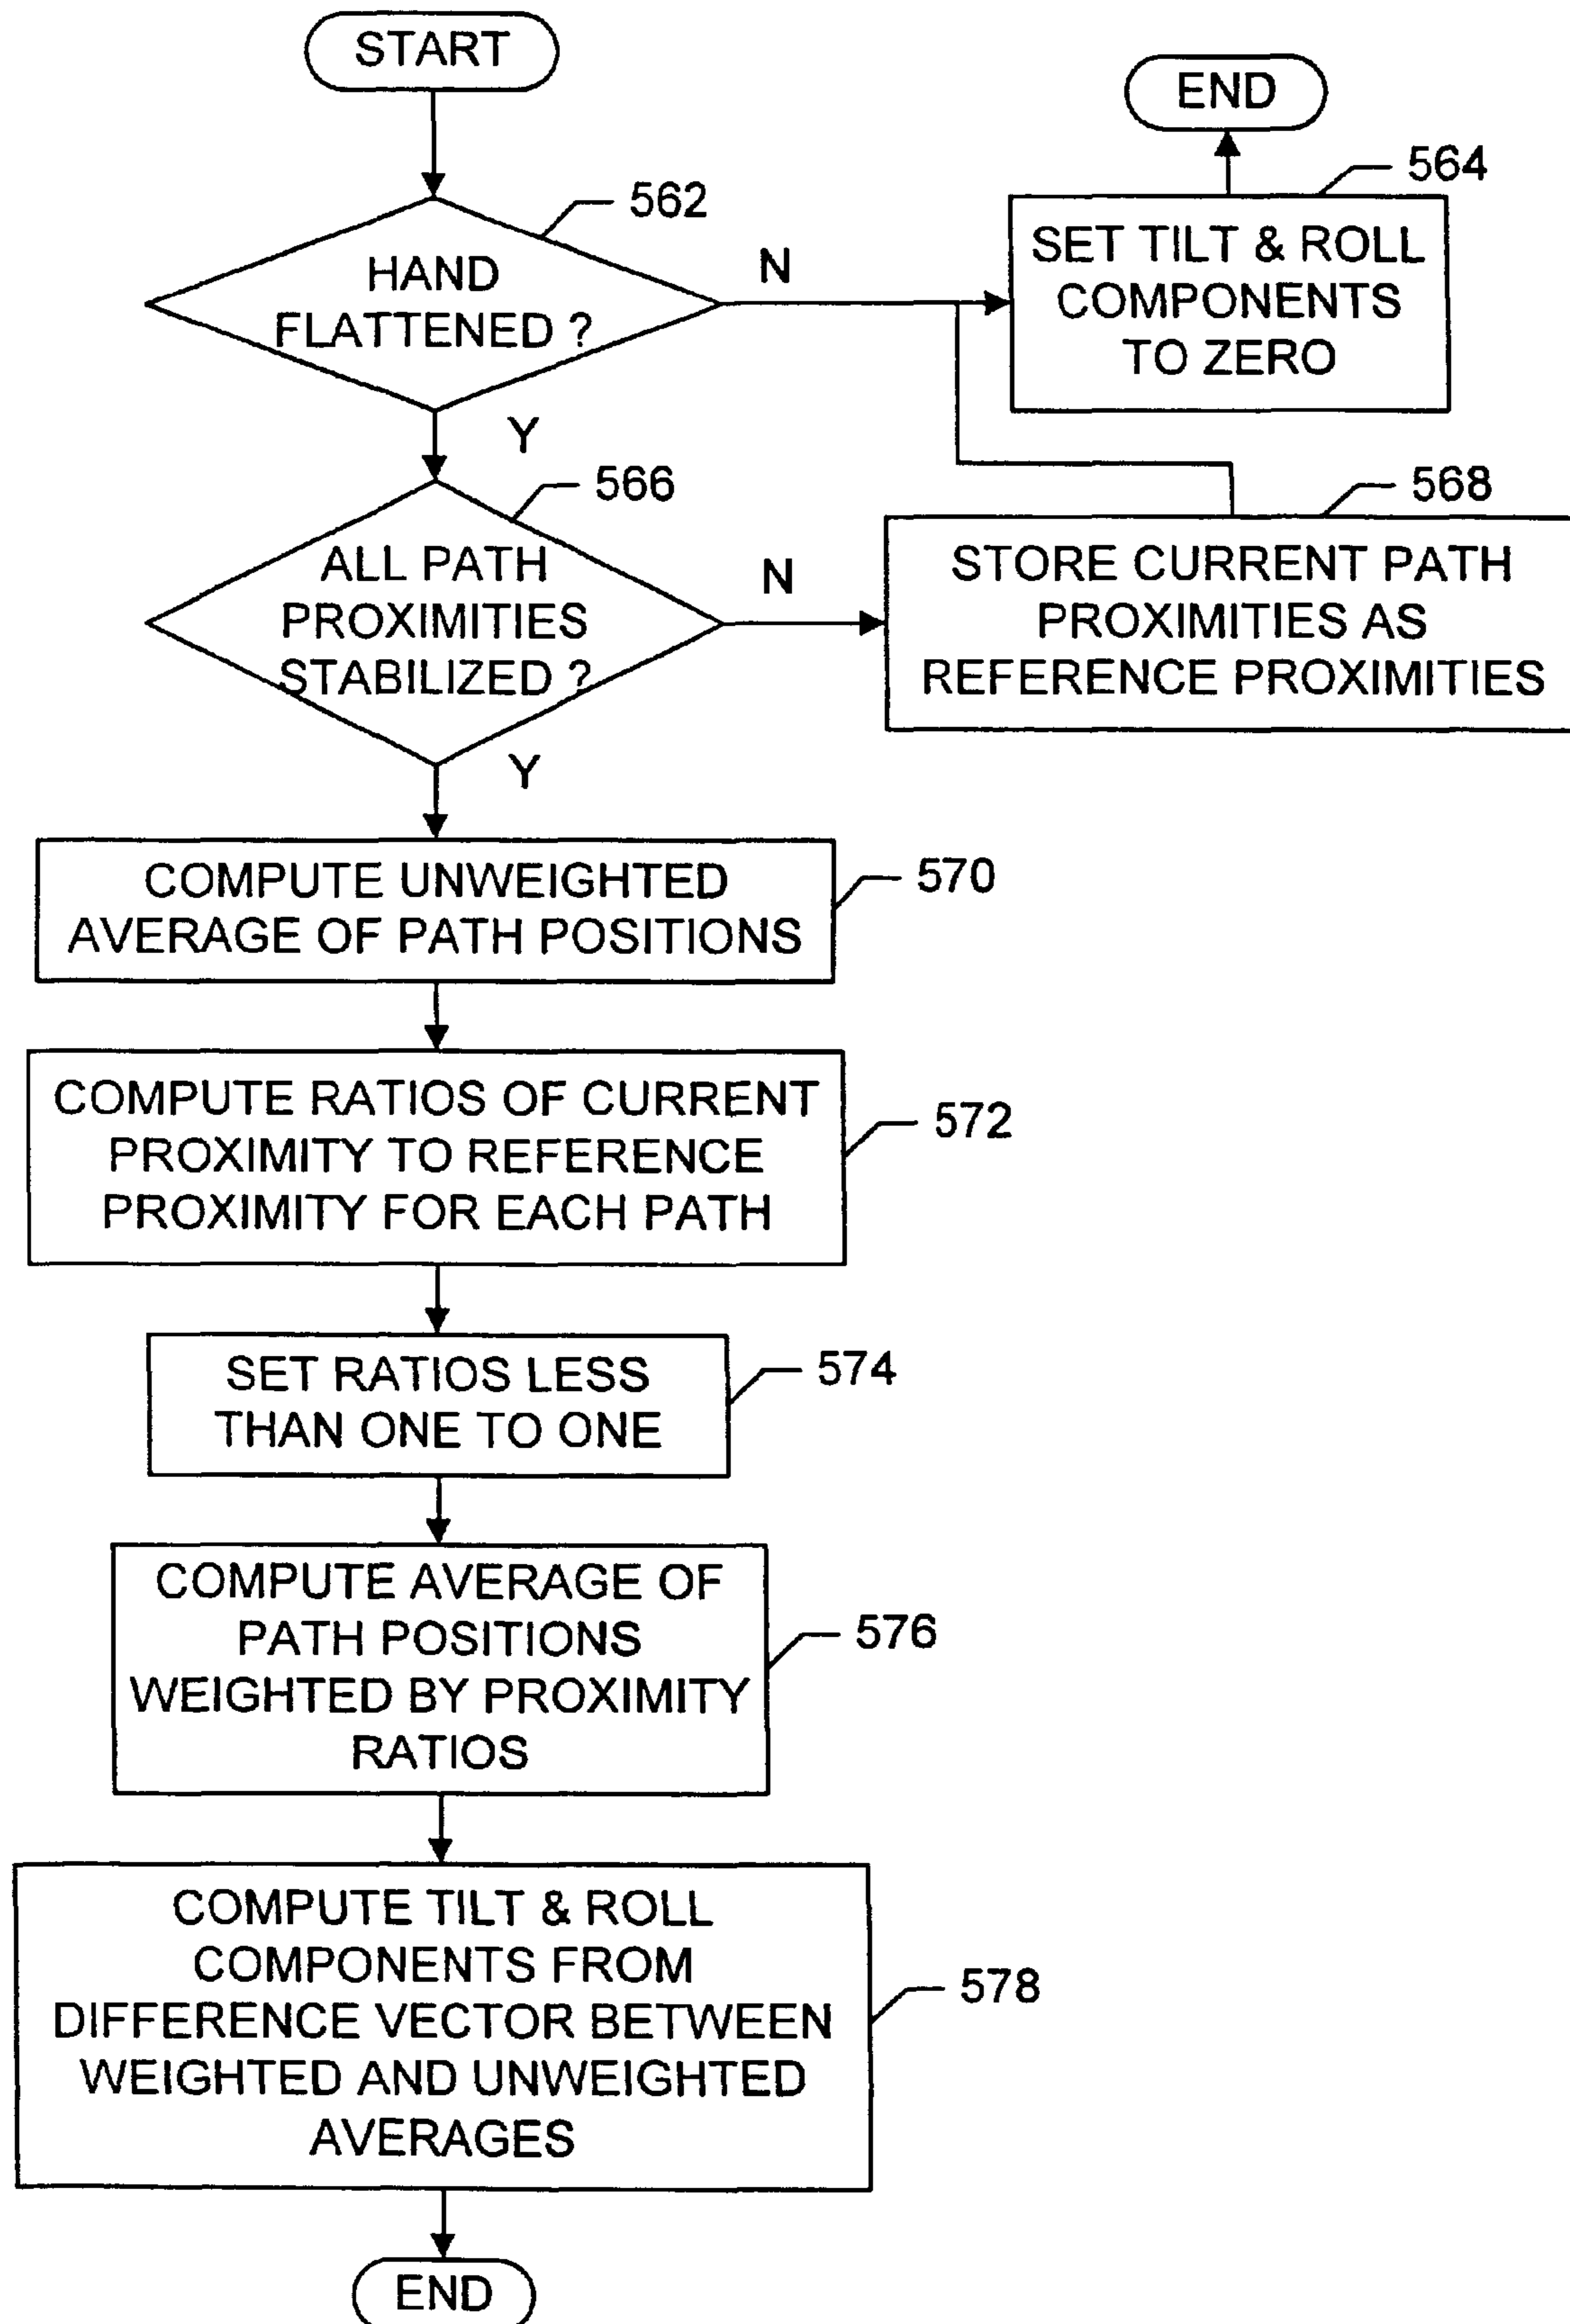 START
END
562
564
HAND
FLATTENED ?
N
SET TILT & ROLL
COMPONENTS
TO ZERO
Y
566
568
ALL PATH
PROXIMITIES
STABILIZED ?
N
STORE CURRENT PATH
PROXIMITIES AS
REFERENCE PROXIMITIES
Y
COMPUTE UNWEIGHTED
AVERAGE OF PATH POSITIONS
570
COMPUTE RATIOS OF CURRENT
PROXIMITY TO REFERENCE
PROXIMITY FOR EACH PATH
572
SET RATIOS LESS
THAN ONE TO ONE
574
COMPUTE AVERAGE OF
PATH POSITIONS
WEIGHTED BY PROXIMITY
RATIOS
576
COMPUTE TILT & ROLL
COMPONENTS FROM
DIFFERENCE VECTOR BETWEEN
WEIGHTED AND UNWEIGHTED
AVERAGES
578
END